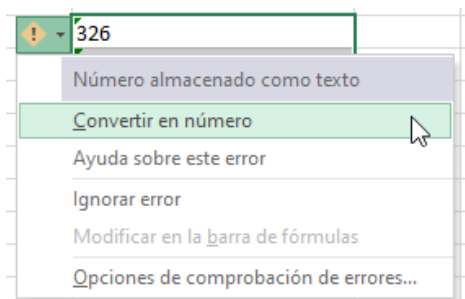 326
Número almacenado como texto
Convertir en número
Ayuda sobre este error
Ignorar error
Modificar en la barra de fórmulas
Opciones de comprobación de errores...